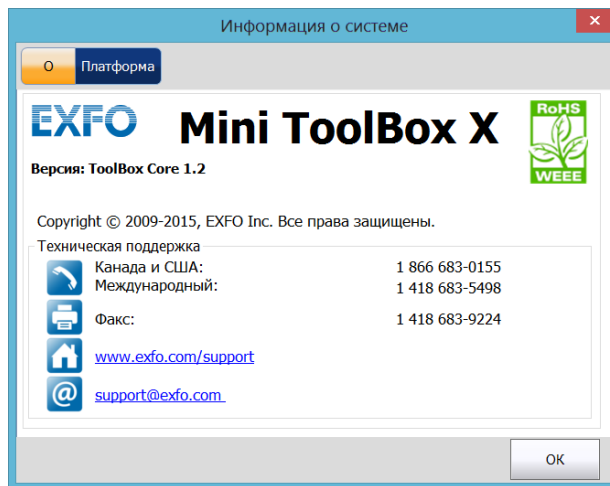 Информация о системе
О
Платформа
EXFO
Mini ToolBox X
RoHS
WEEE
Версия: ToolBox Core 1.2
Copyright © 2009-2015, EXFO Inc. Все права защищены.
Техническая поддержка
Канада и США: 1 866 683-0155
Международный: 1 418 683-5498
Факс: 1 418 683-9224
www.exfo.com/support
@ support@exfo.com
ОК